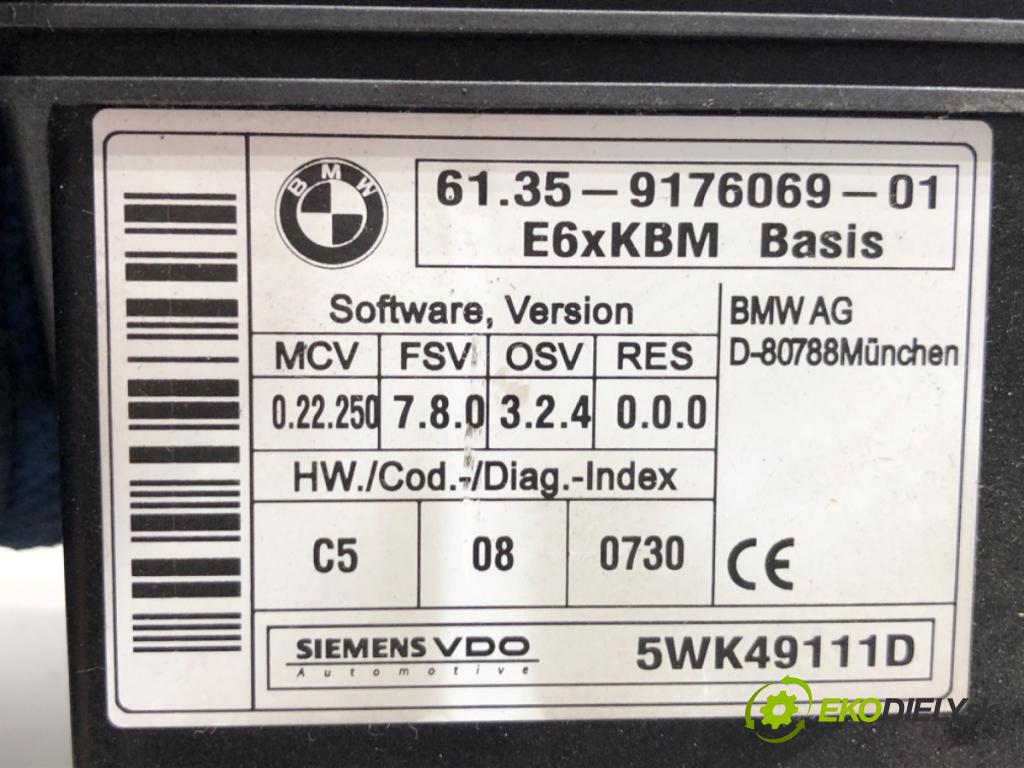 BMW
61.35-9176069-01
E6xKBM Basis
Software, Version
MCV FSV OSV RES
0.22.250 7.8.0 3.2.4 0.0.0
HW./Cod.-/Diag.-Index
C5 08 0730
BMW AG
D-80788München
CE
SIEMENS VDO
Automotive
5WK49111D
EKODIELY